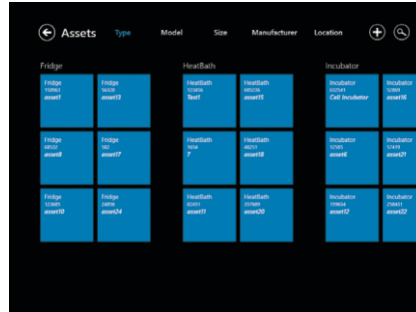 Assets Type Model Size Manufacturer Location
Fridge HeatBath Incubator
Fridge
asset1
Fridge
asset13
HeatBath
Test1
HeatBath
asset15
Incubator
Cell Incubator
Incubator
asset16
Fridge
asset8
Fridge
asset17
HeatBath
7
HeatBath
asset18
Incubator
asset6
Incubator
asset21
Fridge
asset10
Fridge
asset24
HeatBath
asset11
HeatBath
asset20
Incubator
asset12
Incubator
asset22